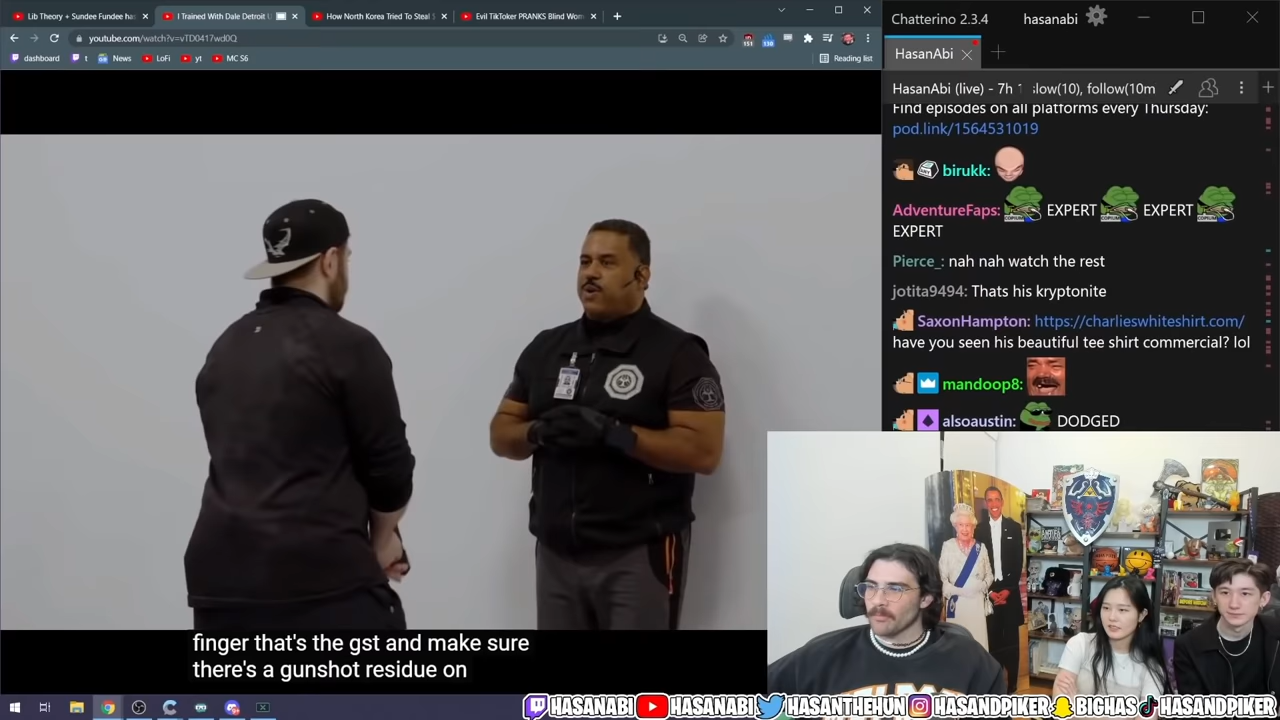 Lib Theory + Sundee Fundee ha
I Trained With Dale Detroit U
How North Korea Tried To Steal
Evil TikToker PRANKS Blind Wom
youtube.com/watch?v=vTD0417wd0Q
151
130
dashboard
t
News
LoFi
yt
MC S6
Reading list
finger that's the gst and make sure
there's a gunshot residue on
Chatterino 2.3.4
hasanabi
HasanAbi
HasanAbi (live) - 7h
slow(10), follow(10m
Find episodes on all platforms every Thursday:
pod.link/1564531019
birukk:
AdventureFaps: COPIUM EXPERT COPIUM EXPERT COPIUM
EXPERT
Pierce_: nah nah watch the rest
jotita9494: Thats his kryptonite
SaxonHampton: https://charlieswhiteshirt.com/
have you seen his beautiful tee shirt commercial? lol
mandoop8:
alsoaustin: DODGED
HASANABI HASANABI HASANTHEHUN HASANDPIKER BIGHAS HASANDPIKER